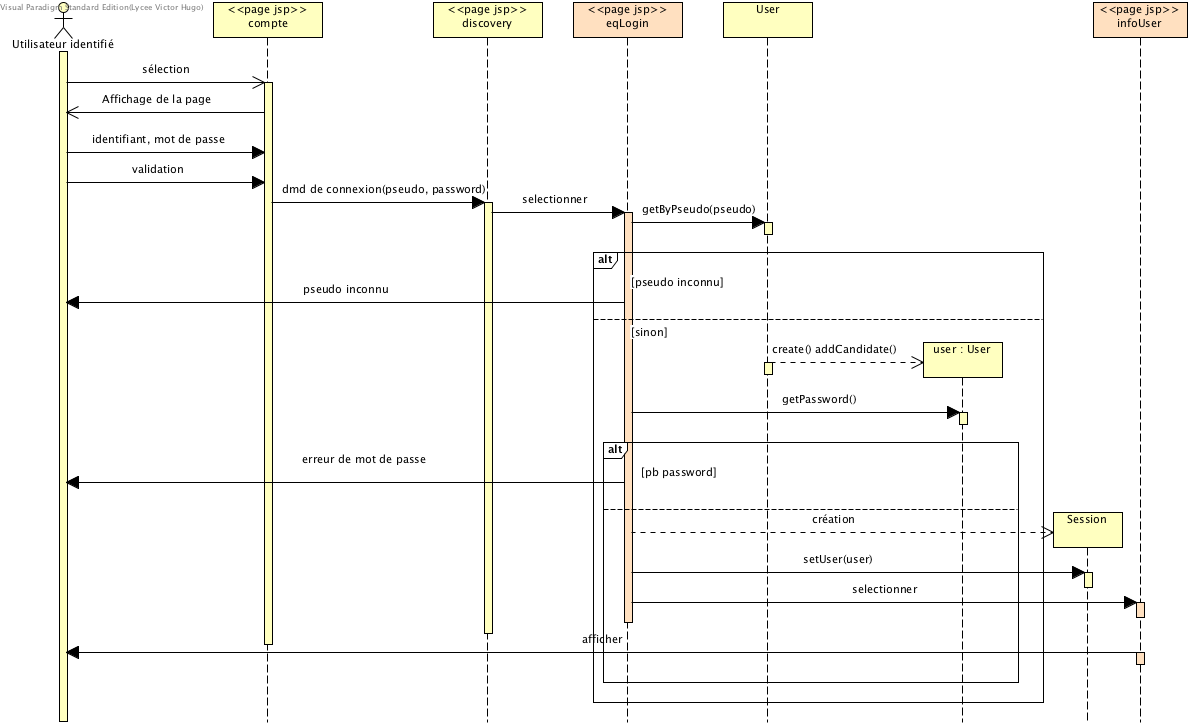 Visual Paradigm Standard Edition(Lycee Victor Hugo)
<<page jsp>>
compte
<<page jsp>>
discovery
<<page jsp>>
eqLogin
User
<<page jsp>>
infoUser
Utilisateur identifié
sélection
Affichage de la page
identifiant, mot de passe
validation
dmd de connexion(pseudo, password)
selectionner
getByPseudo(pseudo)
alt
[pseudo inconnu]
pseudo inconnu
[sinon]
create() addCandidate()
user : User
getPassword()
alt
erreur de mot de passe
[pb password]
création
Session
setUser(user)
selectionner
afficher